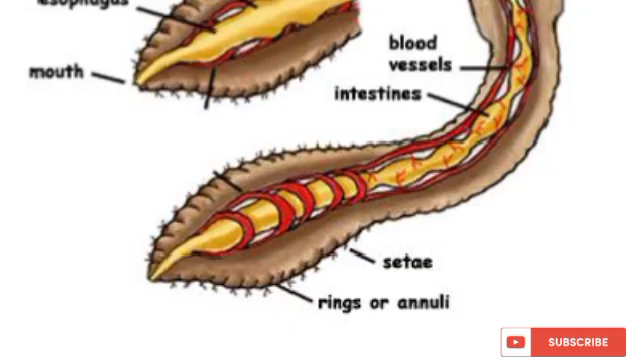 esophagus
mouth
blood
vessels
intestines
setae
rings or annuli
SUBSCRIBE